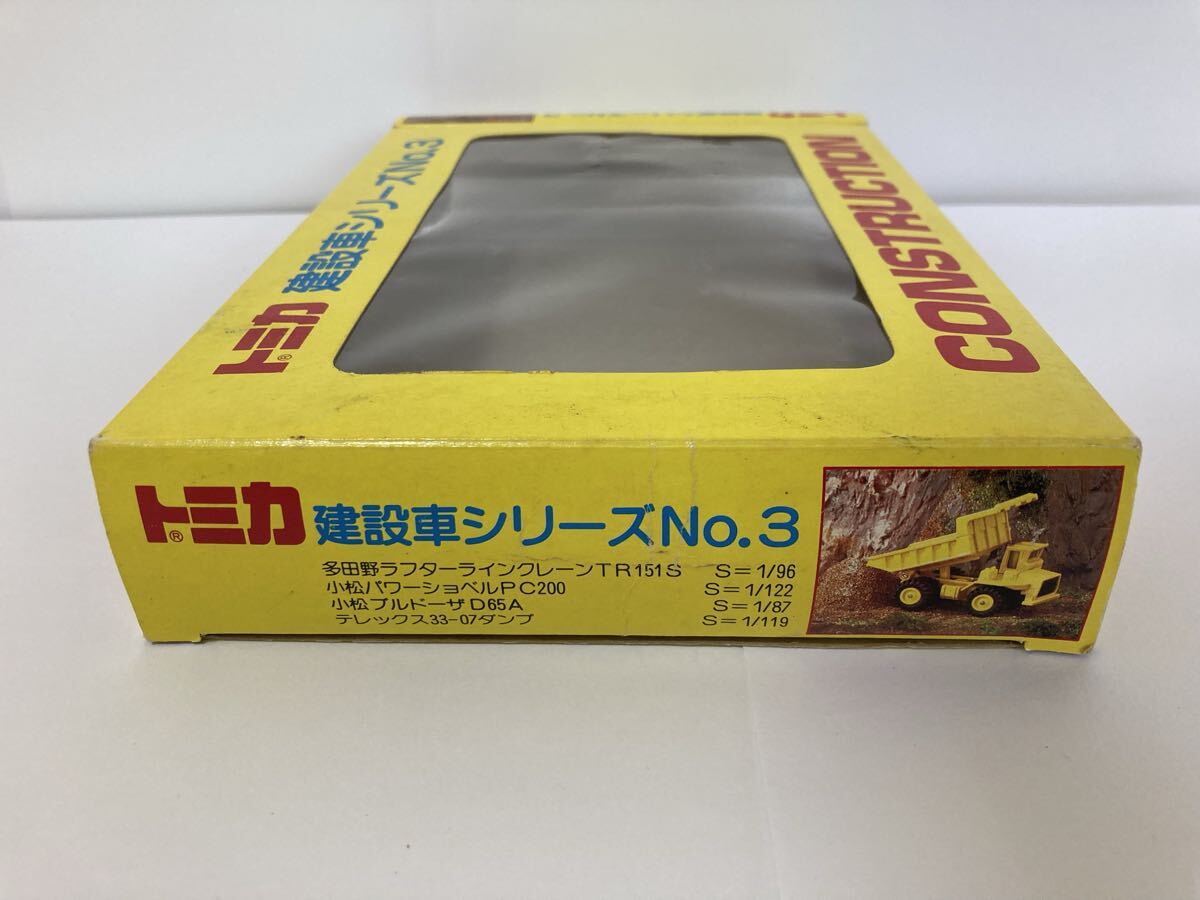 トミカ® 建設車シリーズNo.3
CONSTRUCTION
トミカ® 建設車シリーズNo.3
多田野ラフターラインクレーンTR151S S=1/96
小松パワーショベルPC200 S=1/122
小松ブルドーザD65A S=1/87
テレックス33-07ダンプ S=1/119